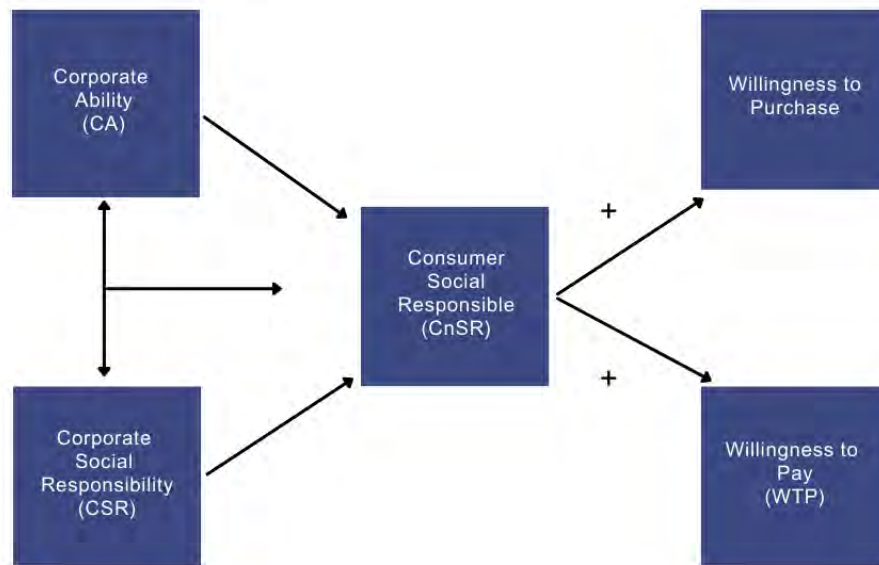 Corporate
Ability
(CA)
Willingness to
Purchase
+
Consumer
Social
Responsible
(CnSR)
+
Corporate
Social
Responsibility
(CSR)
Willingness to
Pay
(WTP)